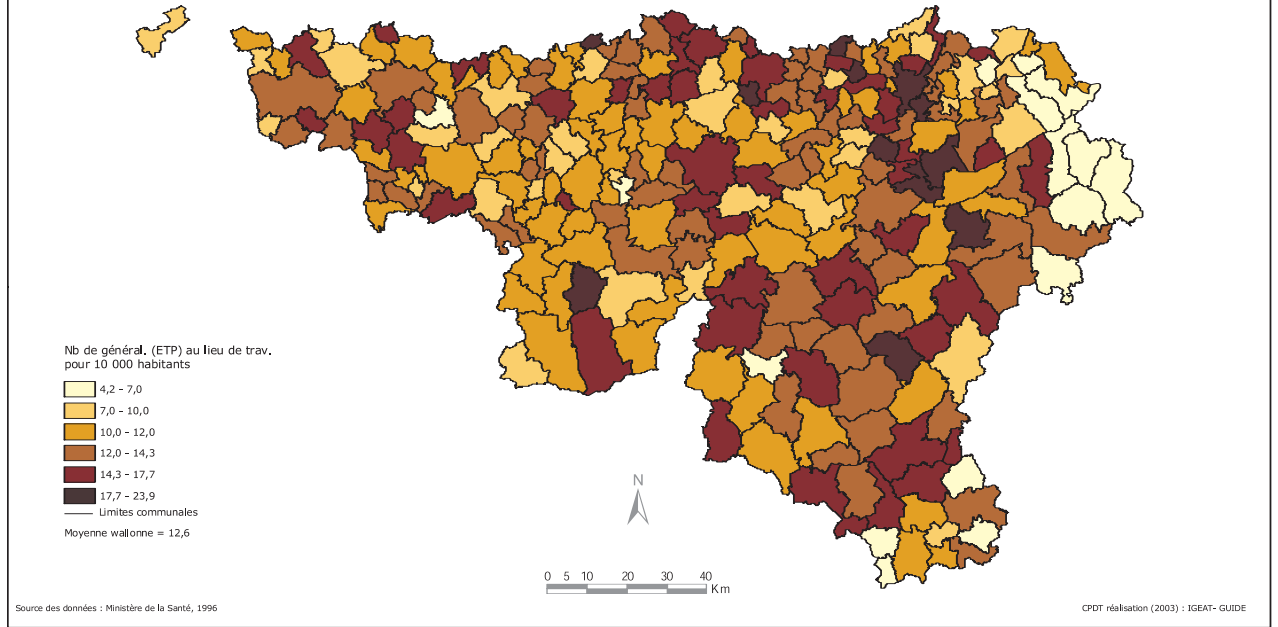 Nb de général. (ETP) au lieu de trav.
pour 10 000 habitants
4,2 - 7,0
7,0 - 10,0
10,0 - 12,0
12,0 - 14,3
14,3 - 17,7
17,7 - 23,9
Limites communales
Moyenne wallonne = 12,6
N
0 5 10 20 30 40
Km
Source des données : Ministère de la Santé, 1996
CPDT réalisation (2003) : IGEAT- GUIDE